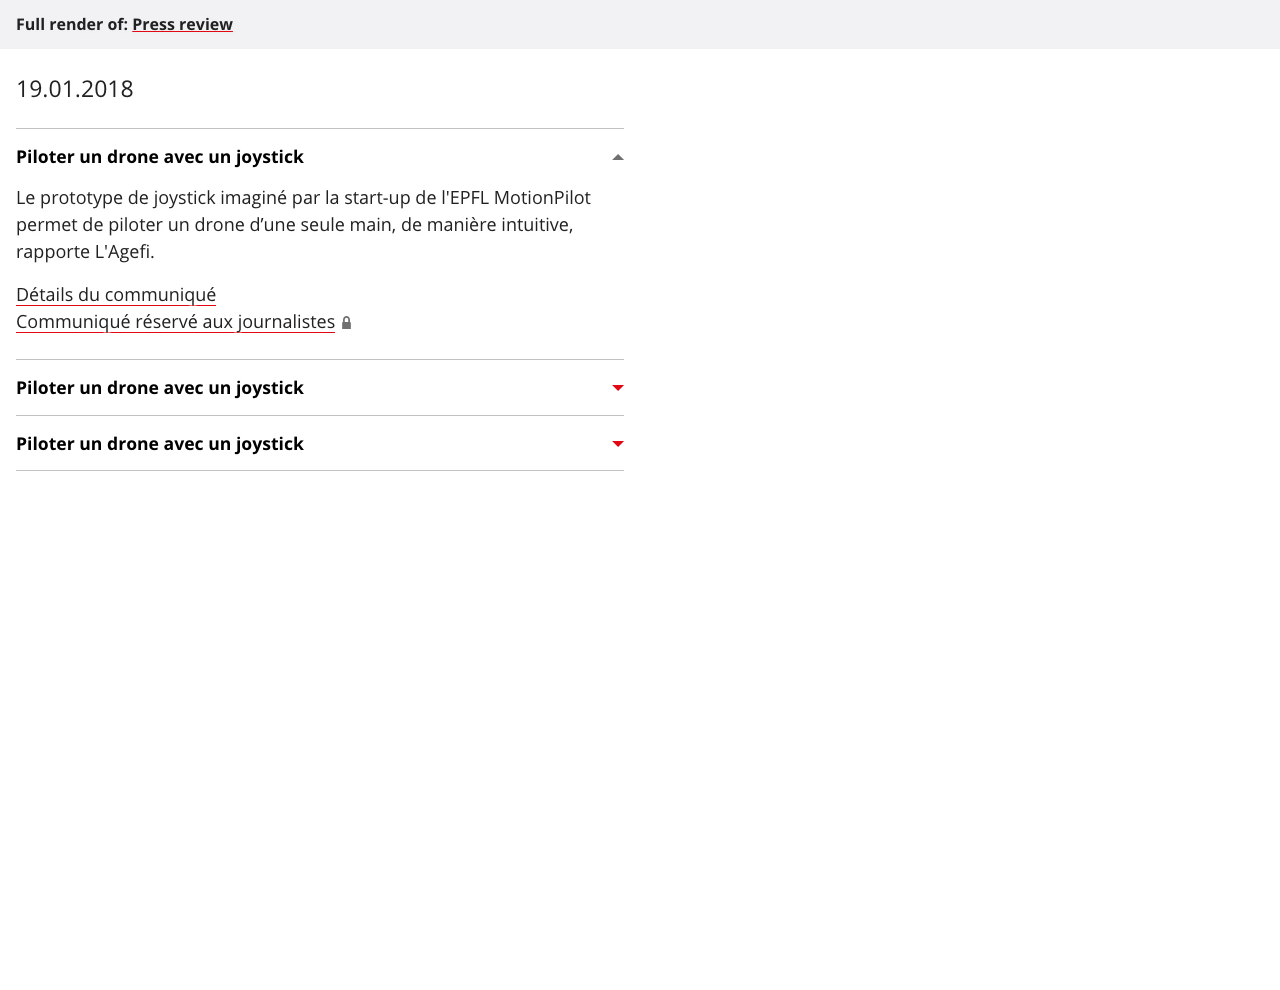 Full render of: Press review
19.01.2018
Piloter un drone avec un joystick
Le prototype de joystick imaginé par la start-up de l'EPFL MotionPilot
permet de piloter un drone d’une seule main, de manière intuitive,
rapporte L'Agefi.
Détails du communiqué
Communiqué réservé aux journalistes
Piloter un drone avec un joystick
Piloter un drone avec un joystick